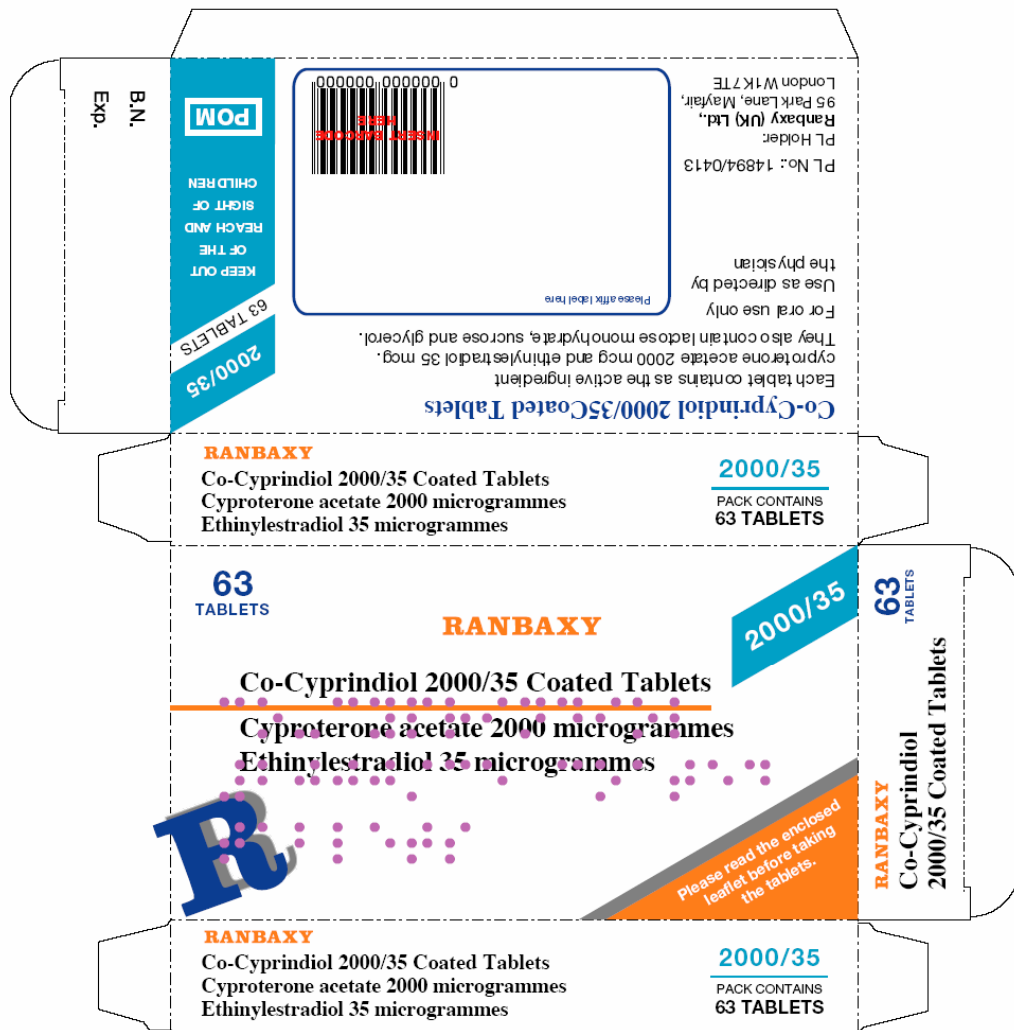 B.N.
Exp.
POM
KEEP OUT
OF THE
REACH AND
SIGHT OF
CHILDREN
63 TABLETS
2000/35
Co-Cyprindiol 2000/35Coated Tablets
Each tablet contains as the active ingredient
cyproterone acetate 2000 mcg and ethinylestradiol 35 mcg.
They also contain lactose monohydrate, sucrose and glycerol.
For oral use only
Use as directed by
the physician
Please affix label here
PL No.: 14894/0413
PL Holder:
Ranbaxy (UK) Ltd.,
95 Park Lane, Mayfair,
London W1K 7TE
INSERT BARCODE
HERE
0 000000 000000
RANBAXY
Co-Cyprindiol 2000/35 Coated Tablets
Cyproterone acetate 2000 microgrammes
Ethinylestradiol 35 microgrammes
2000/35
PACK CONTAINS
63 TABLETS
63
TABLETS
RANBAXY
2000/35
Co-Cyprindiol 2000/35 Coated Tablets
Cyproterone acetate 2000 microgrammes
Ethinylestradiol 35 microgrammes
R
Please read the enclosed
leaflet before taking
the tablets.
63
TABLETS
RANBAXY
Co-Cyprindiol
2000/35 Coated Tablets
RANBAXY
Co-Cyprindiol 2000/35 Coated Tablets
Cyproterone acetate 2000 microgrammes
Ethinylestradiol 35 microgrammes
2000/35
PACK CONTAINS
63 TABLETS